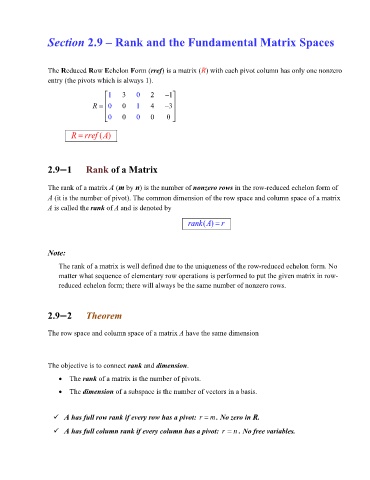 Section 2.9 – Rank and the Fundamental Matrix Spaces
The Reduced Row Echelon Form (rref) is a matrix (R) with each pivot column has only one nonzero
entry (the pivots which is always 1).
R = [ 1 3 0 2 −1
0 0 1 4 −3
0 0 0 0 0 ]
R = rref (A)
2.9−1 Rank of a Matrix
The rank of a matrix A (m by n) is the number of nonzero rows in the row-reduced echelon form of
A (it is the number of pivot). The common dimension of the row space and column space of a matrix
A is called the rank of A and is denoted by
rank(A) = r
Note:
The rank of a matrix is well defined due to the uniqueness of the row-reduced echelon form. No
matter what sequence of elementary row operations is performed to put the given matrix in row-
reduced echelon form; there will always be the same number of nonzero rows.
2.9−2 Theorem
The row space and column space of a matrix A have the same dimension
The objective is to connect rank and dimension.
• The rank of a matrix is the number of pivots.
• The dimension of a subspace is the number of vectors in a basis.
✓ A has full row rank if every row has a pivot: r = m. No zero in R.
✓ A has full column rank if every column has a pivot: r = n. No free variables.